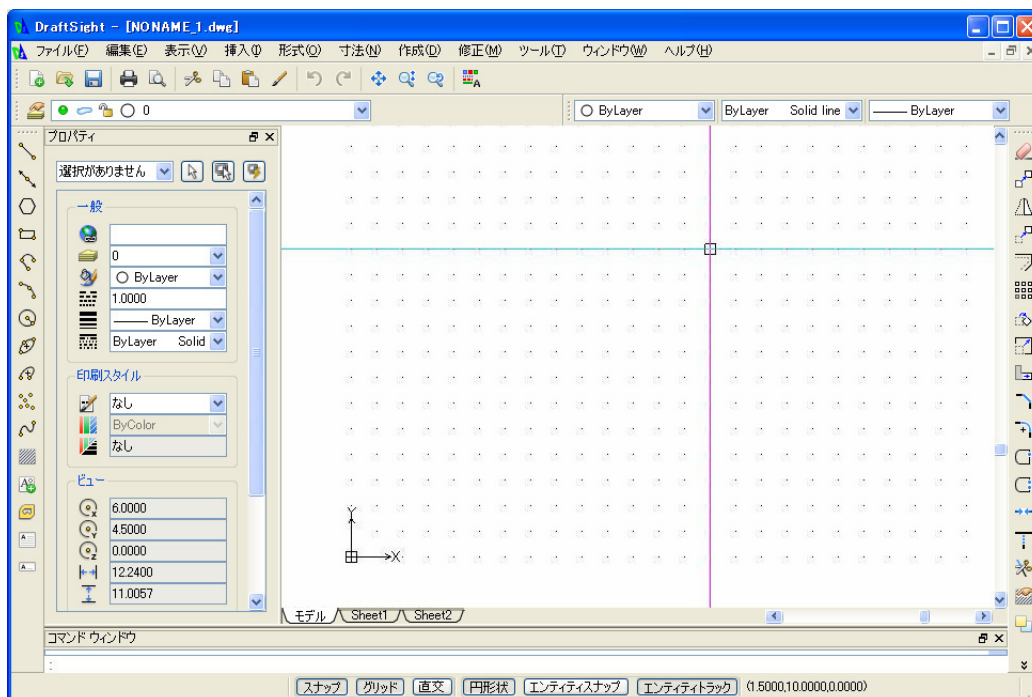 DraftSight - [NONAME_1.dwg]
ファイル(F) 編集(E) 表示(V) 挿入(I) 形式(O) 寸法(N) 作成(D) 修正(M) ツール(T) ウィンドウ(W) ヘルプ(H)
0 ByLayer ByLayer Solid line ByLayer
プロパティ
選択がありません
一般
0
ByLayer
1.0000
ByLayer
ByLayer Solid
印刷スタイル
なし
ByColor
なし
ビュー
6.0000
4.5000
0.0000
12.2400
11.0057
Y
X
モデル Sheet1 Sheet2
コマンド ウィンドウ
:
スナップ グリッド 直交 円形状 エンティティスナップ エンティティトラック (1.5000,10.0000,0.0000)